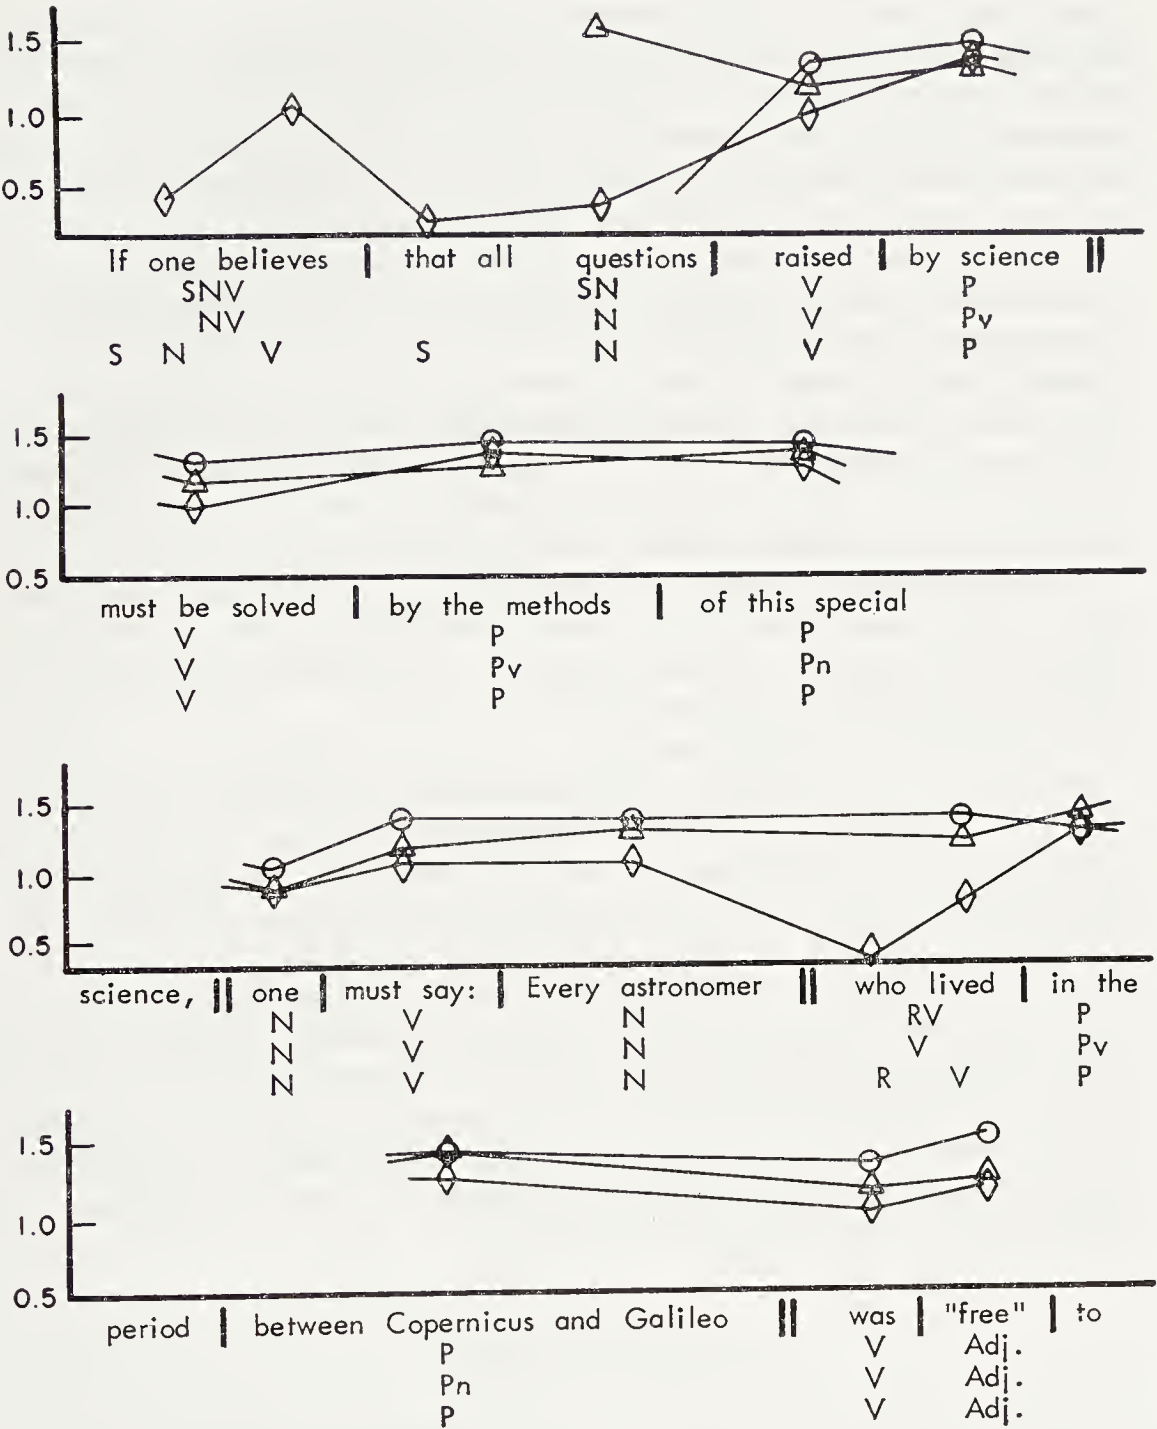 1.5
1.0
0.5
If one believes | that all questions | raised | by science ||
SNV SN V P
NV N V Pv
S N V S N V P
1.5
1.0
0.5
must be solved | by the methods | of this special
V P P
V Pv Pn
V P P
1.5
1.0
0.5
science, || one | must say: | Every astronomer || who lived | in the
N V N RV P
N V N V Pv
N V N R V P
1.5
1.0
0.5
period | between Copernicus and Galileo || was | "free" | to
P V Adj.
Pn V Adj.
P V Adj.